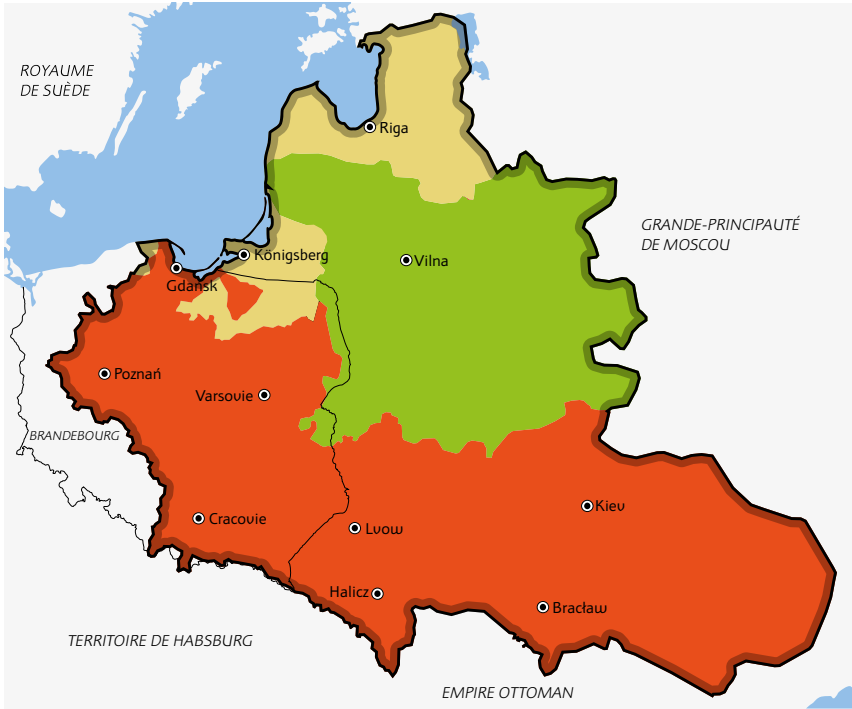 ROYAUME
DE SUÈDE
Riga
GRANDE-PRINCIPAUTÉ
DE MOSCOU
Königsberg
Vilna
Gdańsk
Poznań
Varsovie
BRANDEBOURG
Kiev
Cracovie
Lvow
Halicz
Bracław
TERRITOIRE DE HABSBURG
EMPIRE OTTOMAN